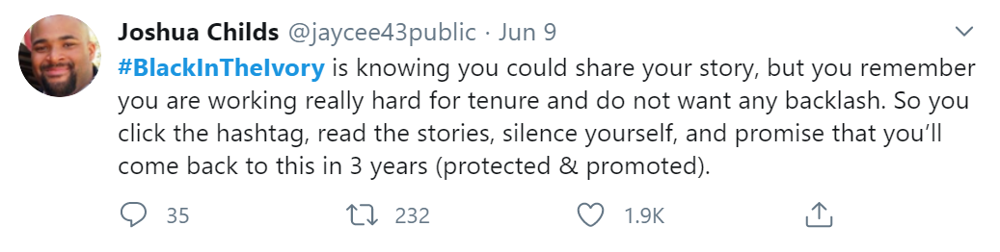 Joshua Childs @jaycee43public · Jun 9
#BlackInTheIvory is knowing you could share your story, but you remember
you are working really hard for tenure and do not want any backlash. So you
click the hashtag, read the stories, silence yourself, and promise that you’ll
come back to this in 3 years (protected & promoted).
35 232 1.9K